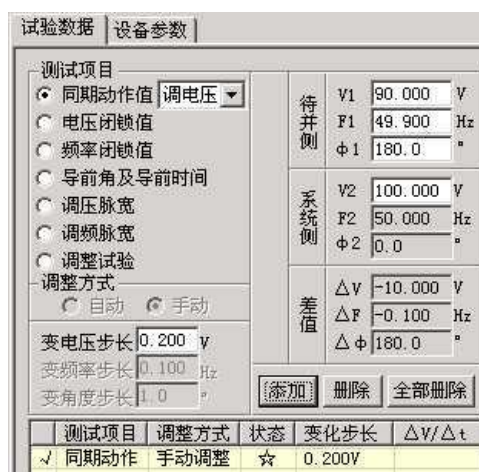 试验数据 设备参数
测试项目
同期动作值 调电压
电压闭锁值
频率闭锁值
导前角及导前时间
调压脉宽
调频脉宽
调整试验
调整方式
自动 手动
变电压步长 0.200 V
变频率步长 0.100 Hz
变角度步长 1.0 °
待并侧
V1 90.000 V
F1 49.900 Hz
Φ1 180.0 °
系统侧
V2 100.000 V
F2 50.000 Hz
Φ2 0.0 °
差值
△V -10.000 V
△F -0.100 Hz
△Φ 180.0 °
添加 删除 全部删除
测试项目 调整方式 状态 变化步长 △V/△t
√ 同期动作 手动调整 ☆ 0.200V